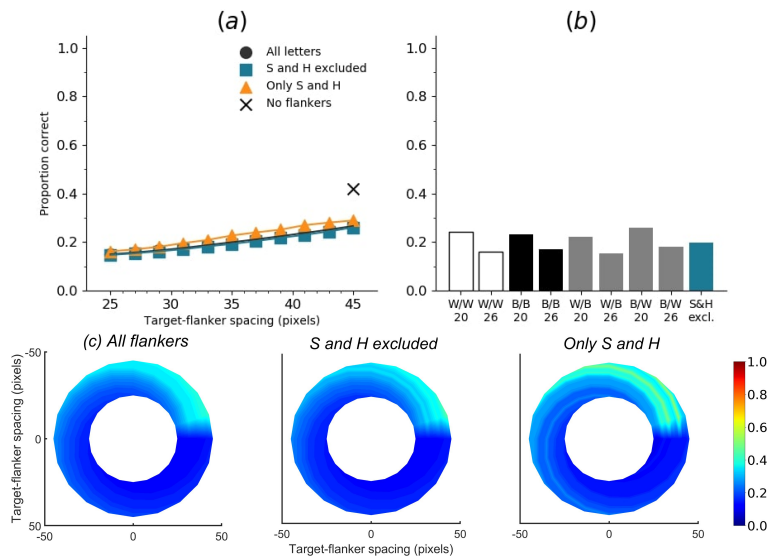 (a)
(b)
1.0
0.8
0.6
0.4
0.2
0.0
Proportion correct
All letters
S and H excluded
Only S and H
No flankers
25 30 35 40 45
Target-flanker spacing (pixels)
1.0
0.8
0.6
0.4
0.2
0.0
W/W W/W B/B B/B W/B W/B B/W B/W S&H
20 26 20 26 20 26 20 26 excl.
(c) All flankers
S and H excluded
Only S and H
Target-flanker spacing (pixels)
-50
0
50
-50 0 50
-50 0 50
-50 0 50
Target-flanker spacing (pixels)
1.0
0.8
0.6
0.4
0.2
0.0